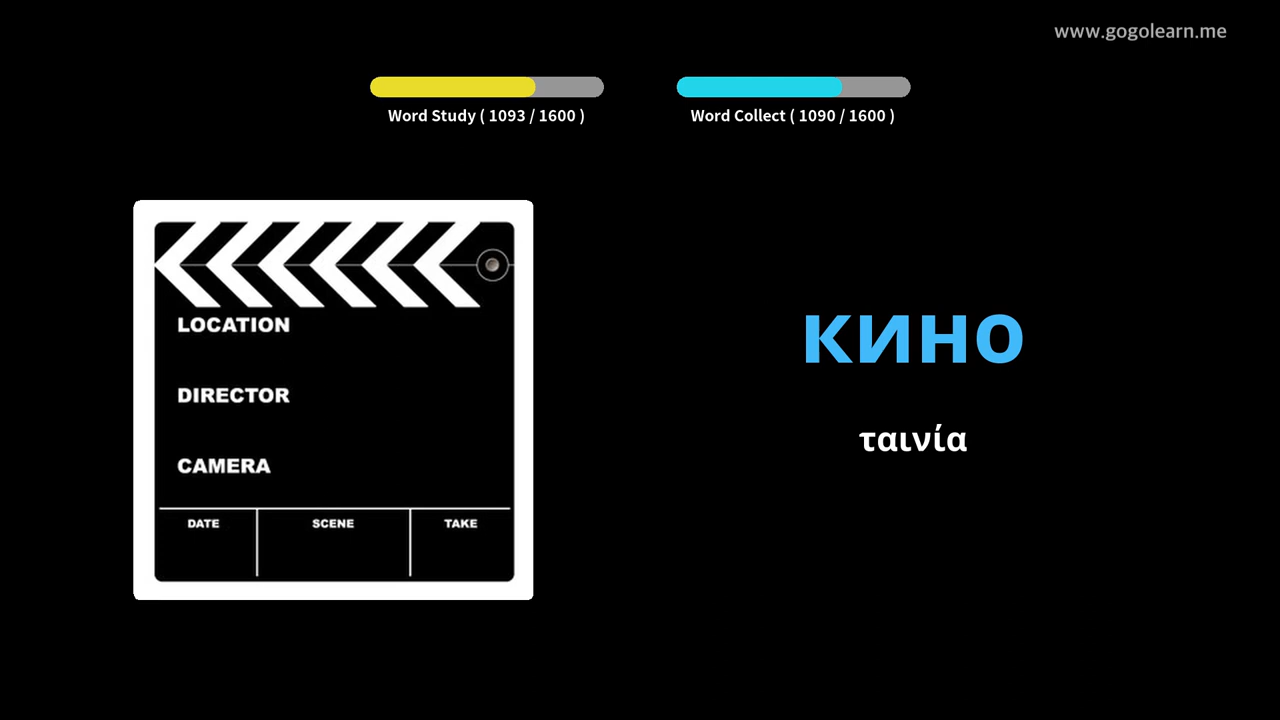 www.gogolearn.me
Word Study ( 1093 / 1600 )
Word Collect ( 1090 / 1600 )
LOCATION
DIRECTOR
CAMERA
DATE
SCENE
TAKE
кино
ταινία